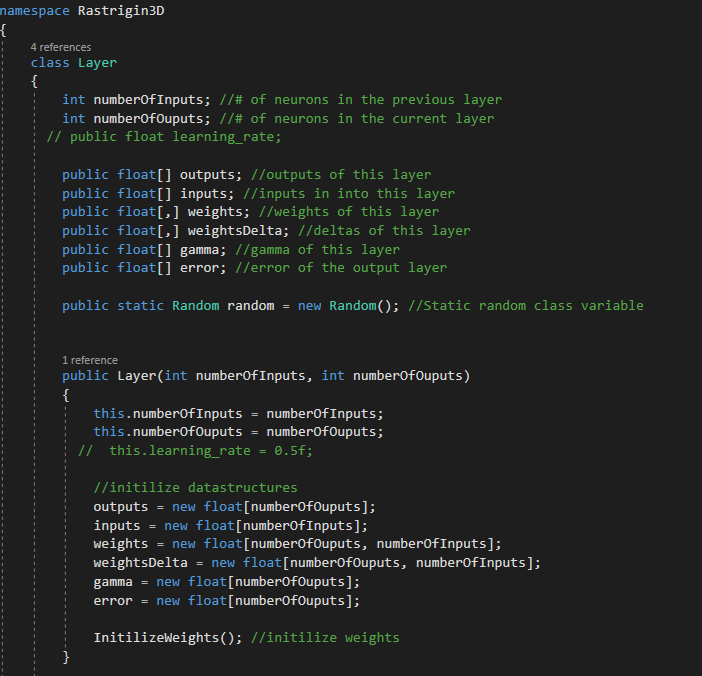 namespace Rastrigin3D
{
4 references
class Layer
{
int numberOfInputs; //# of neurons in the previous layer
int numberOfOuputs; //# of neurons in the current layer
// public float learning_rate;
public float[] outputs; //outputs of this layer
public float[] inputs; //inputs in into this layer
public float[,] weights; //weights of this layer
public float[,] weightsDelta; //deltas of this layer
public float[] gamma; //gamma of this layer
public float[] error; //error of the output layer
public static Random random = new Random(); //Static random class variable
1 reference
public Layer(int numberOfInputs, int numberOfOuputs)
{
this.numberOfInputs = numberOfInputs;
this.numberOfOuputs = numberOfOuputs;
//  this.learning_rate = 0.5f;
//initilize datastructures
outputs = new float[numberOfOuputs];
inputs = new float[numberOfInputs];
weights = new float[numberOfOuputs, numberOfInputs];
weightsDelta = new float[numberOfOuputs, numberOfInputs];
gamma = new float[numberOfOuputs];
error = new float[numberOfOuputs];
InitilizeWeights(); //initilize weights
}